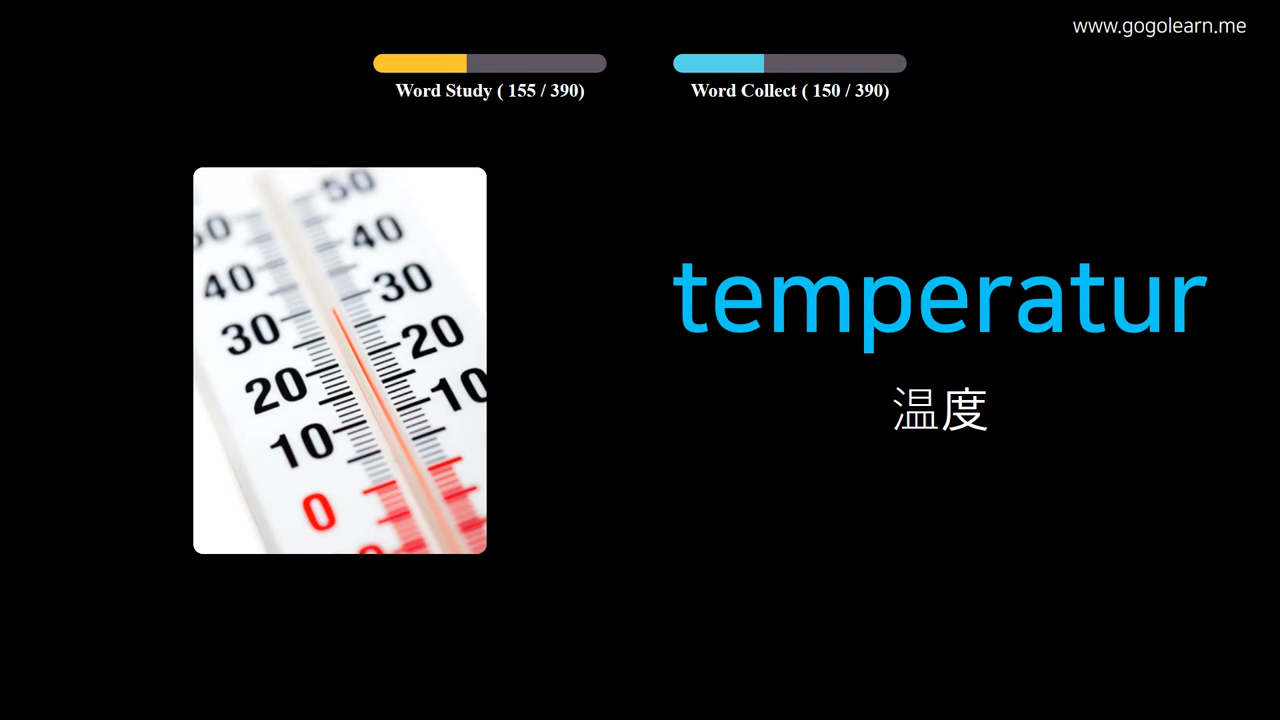 www.gogolearn.me
Word Study ( 155 / 390)
Word Collect ( 150 / 390)
50
50
40
40
30
30
20
20
10
10
0
temperatur
温度